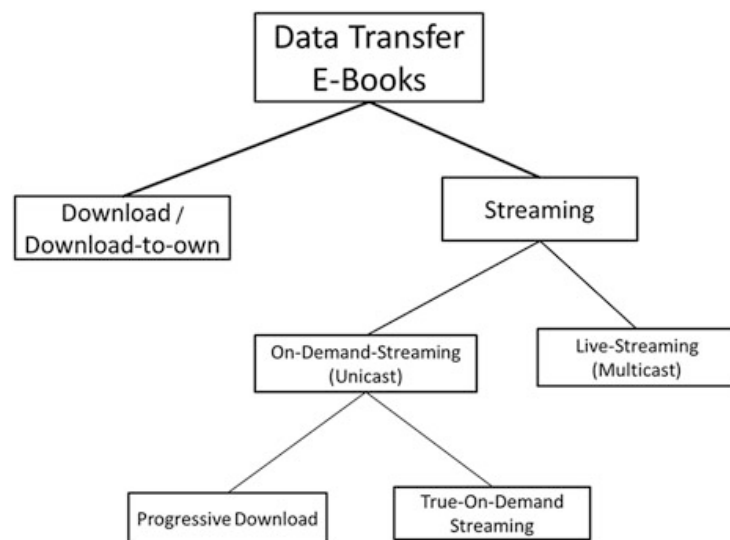 Data Transfer
E-Books
Download /
Download-to-own
Streaming
On-Demand-Streaming
(Unicast)
Live-Streaming
(Multicast)
Progressive Download
True-On-Demand
Streaming